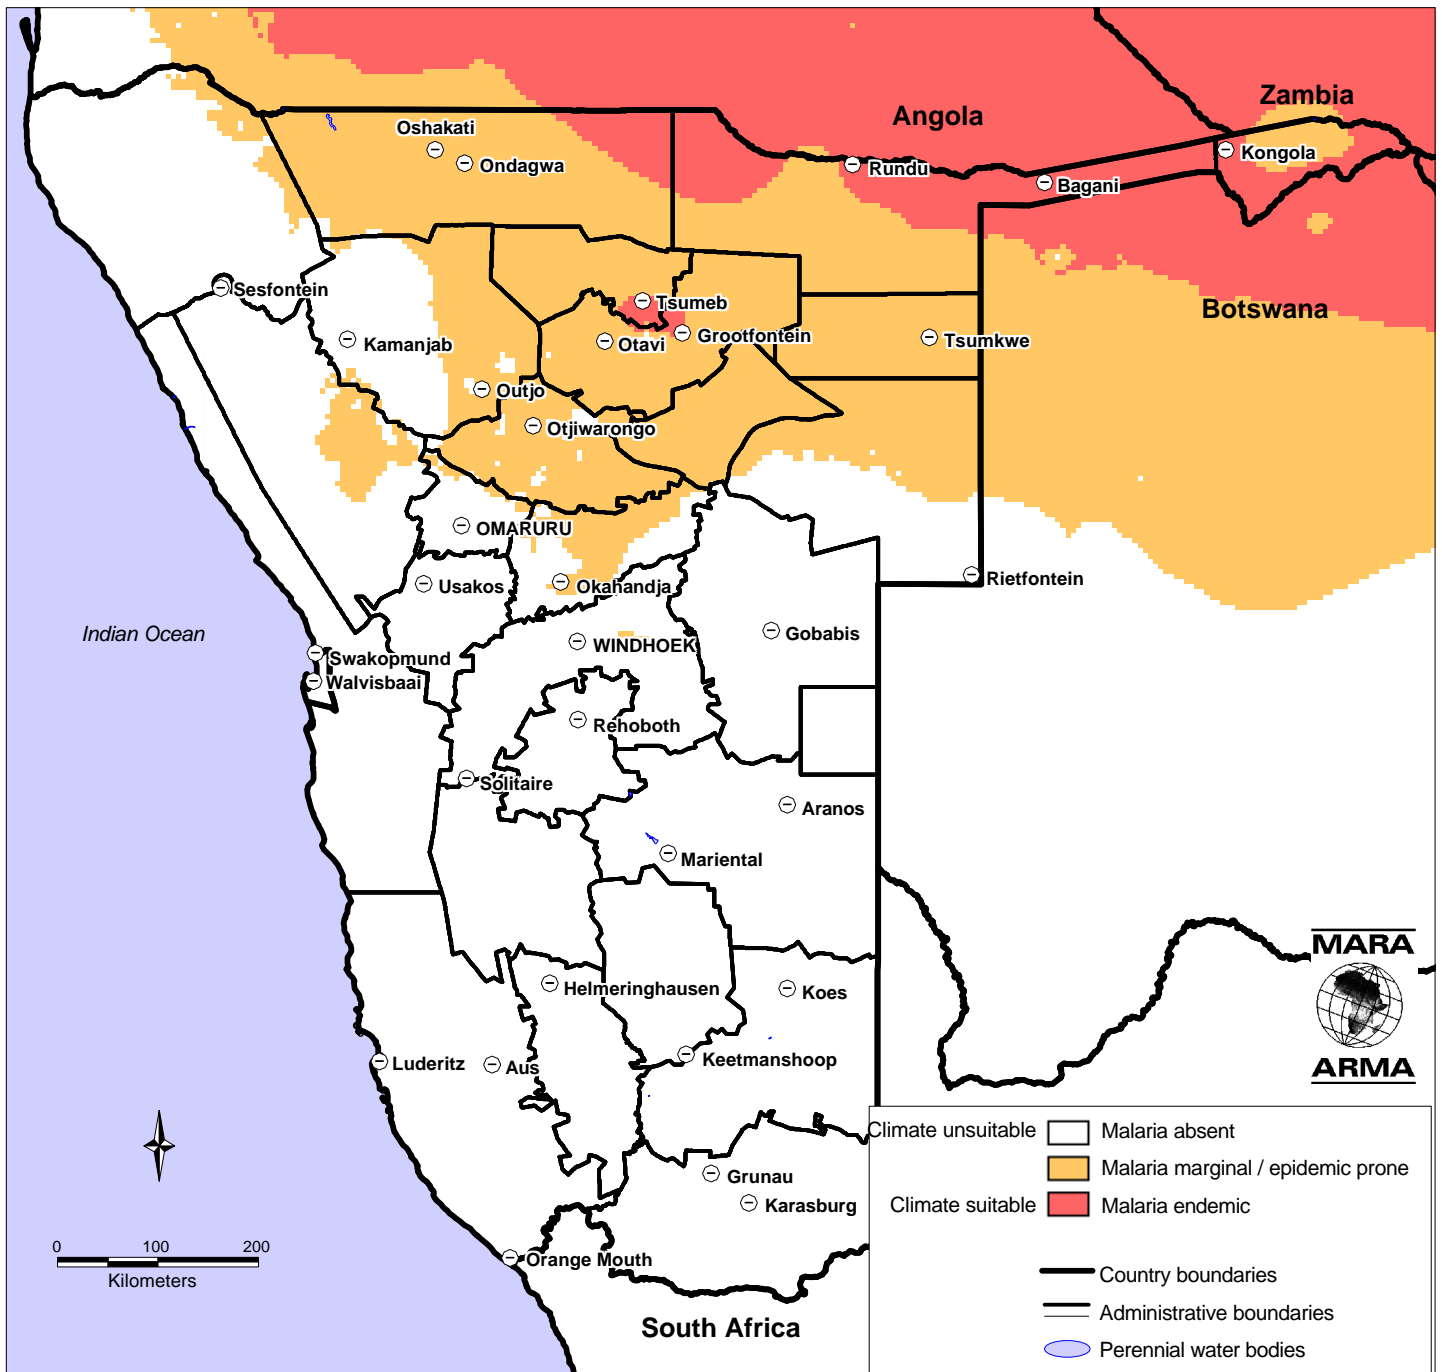 Zambia
Angola
Oshakati
Ondagwa
Rundu
Bagani
Kongola
Sesfontein
Tsumeb
Botswana
Kamanjab
Otavi
Grootfontein
Tsumkwe
Outjo
Otjiwarongo
OMARURU
Usakos
Okahandja
Rietfontein
Indian Ocean
WINDHOEK
Gobabis
Swakopmund
Walvisbaai
Rehoboth
Solitaire
Aranos
Mariental
MARA
ARMA
Helmeringhausen
Koes
Luderitz
Aus
Keetmanshoop
Grunau
Karasburg
Orange Mouth
South Africa
0 100 200
Kilometers
Climate unsuitable Malaria absent
Malaria marginal / epidemic prone
Climate suitable Malaria endemic
Country boundaries
Administrative boundaries
Perennial water bodies